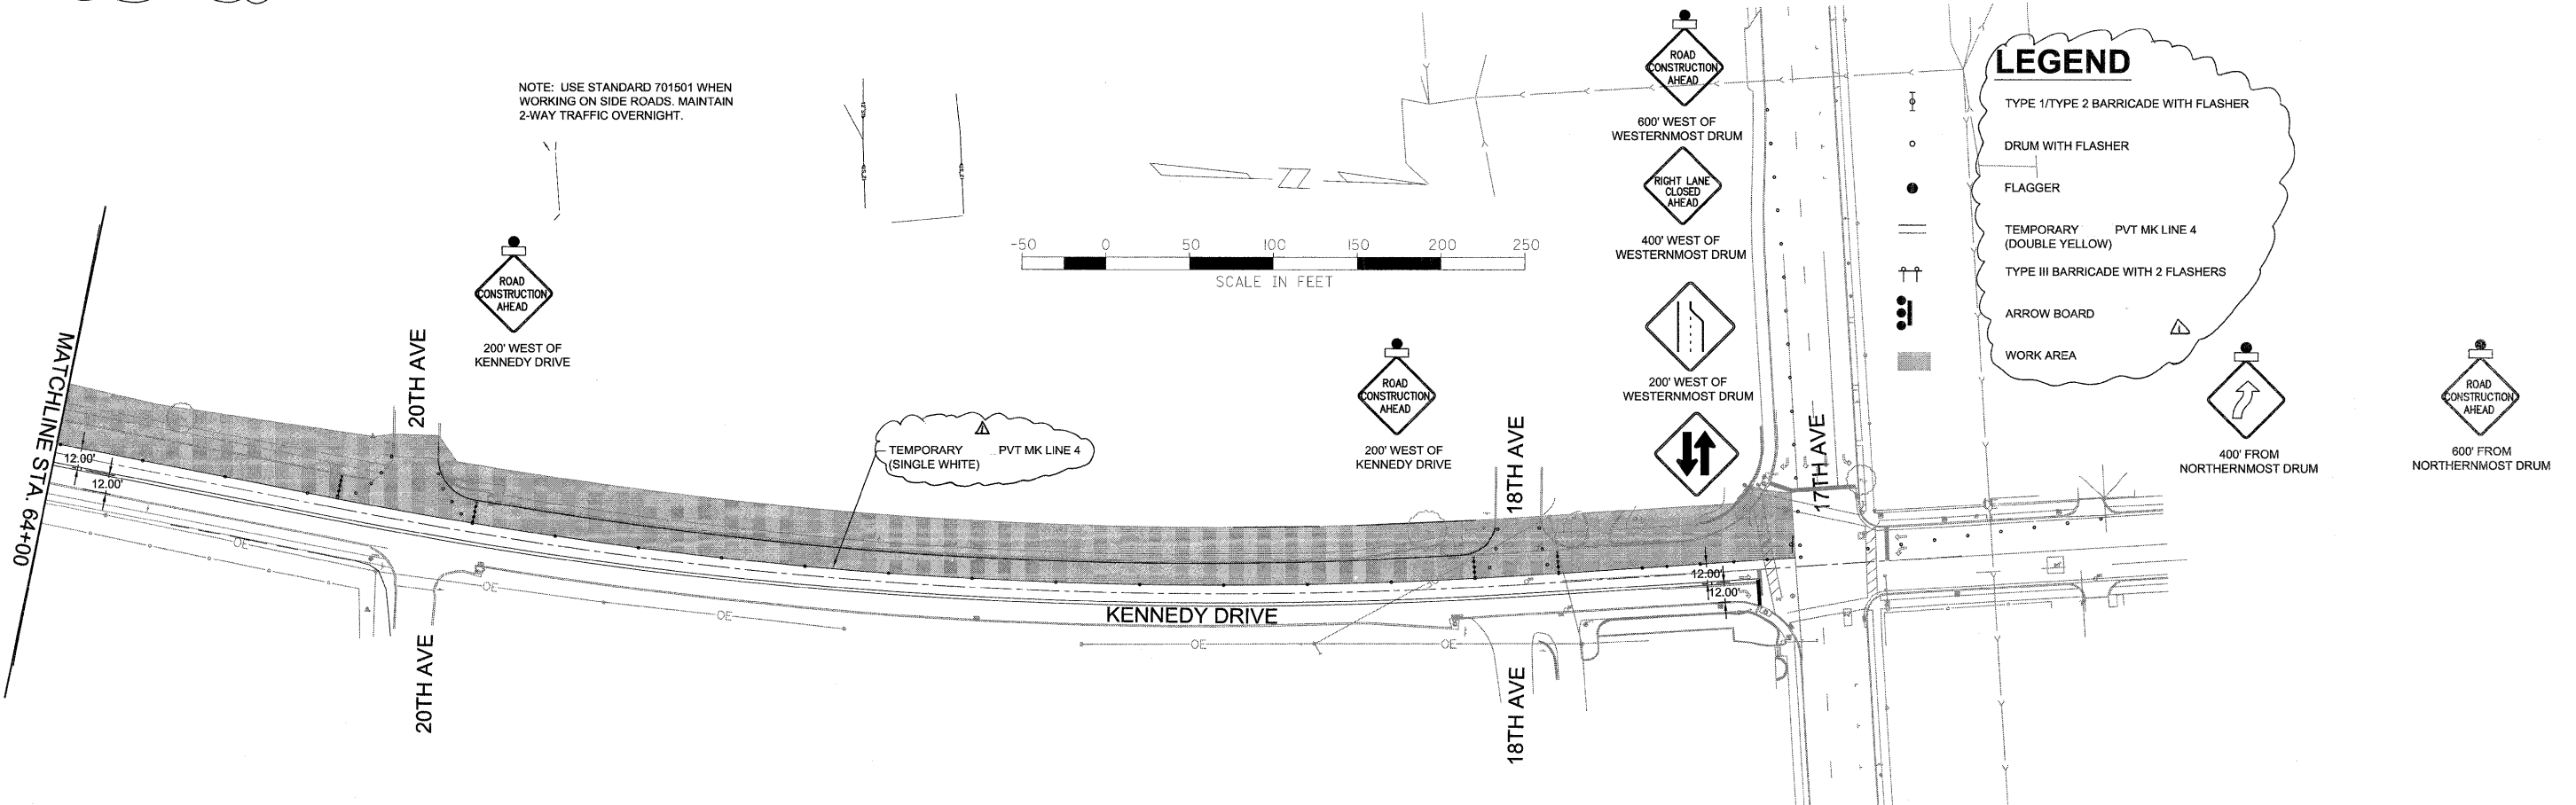 NOTE: USE STANDARD 701501 WHEN
WORKING ON SIDE ROADS. MAINTAIN
2-WAY TRAFFIC OVERNIGHT.
ROAD
CONSTRUCTION
AHEAD
200' WEST OF
KENNEDY DRIVE
-50 0 50 100 150 200 250
SCALE IN FEET
ROAD
CONSTRUCTION
AHEAD
600' WEST OF
WESTERNMOST DRUM
RIGHT LANE
CLOSED
AHEAD
400' WEST OF
WESTERNMOST DRUM
200' WEST OF
WESTERNMOST DRUM
LEGEND
TYPE 1/TYPE 2 BARRICADE WITH FLASHER
DRUM WITH FLASHER
FLAGGER
TEMPORARY PVT MK LINE 4
(DOUBLE YELLOW)
TYPE III BARRICADE WITH 2 FLASHERS
ARROW BOARD
WORK AREA
400' FROM
NORTHERNMOST DRUM
ROAD
CONSTRUCTION
AHEAD
600' FROM
NORTHERNMOST DRUM
ROAD
CONSTRUCTION
AHEAD
200' WEST OF
KENNEDY DRIVE
TEMPORARY PVT MK LINE 4
(SINGLE WHITE)
MATCHLINE STA. 64+00
12.00'
12.00'
20TH AVE
20TH AVE
18TH AVE
18TH AVE
17TH AVE
12.00'
12.00'
KENNEDY DRIVE
OE
OE
OE
OE
OE